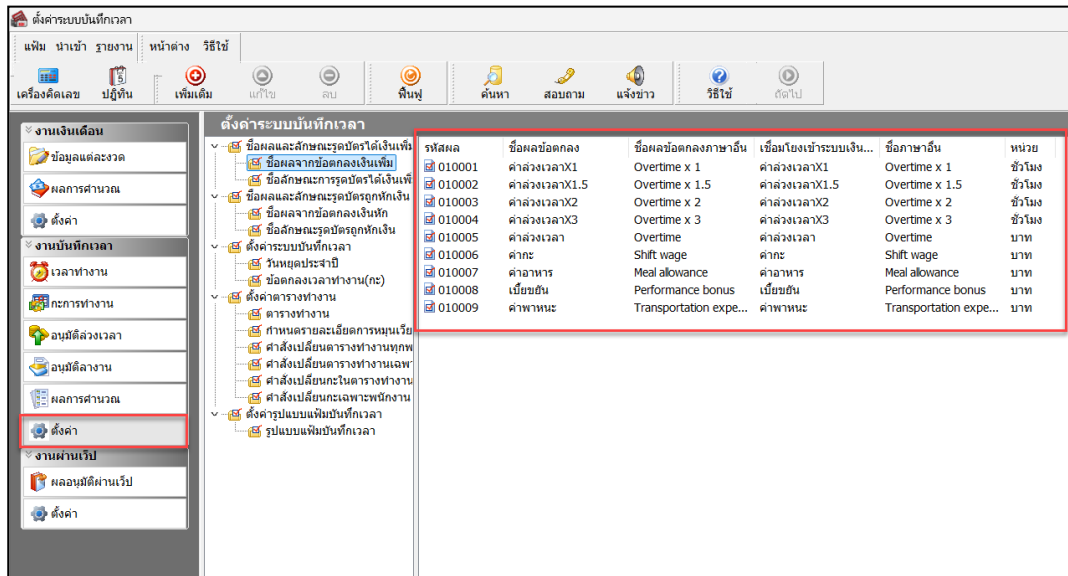 ตั้งค่าระบบบันทึกเวลา
แฟ้ม นำเข้า รายงาน หน้าต่าง วิธีใช้
เครื่องคิดเลข ปฏิทิน เพิ่มเติม แก้ไข ลบ ฟื้นฟู ค้นหา สอบถาม แจ้งข่าว วิธีใช้ ถัดไป
งานเงินเดือน
ข้อมูลแต่ละงวด
ผลการคำนวณ
ตั้งค่า
งานบันทึกเวลา
เวลาทำงาน
กะการทำงาน
อนุมัติล่วงเวลา
อนุมัติลางาน
ผลการคำนวณ
ตั้งค่า
งานผ่านเว็ป
ผลอนุมัติผ่านเว็ป
ตั้งค่า
ตั้งค่าระบบบันทึกเวลา
ชื่อผลและลักษณะรูดบัตรได้เงินเพิ่ม
ชื่อผลจากข้อตกลงเงินเพิ่ม
ชื่อลักษณะการรูดบัตรได้เงินเพิ่
ชื่อผลและลักษณะรูดบัตรถูกหักเงิน
ชื่อผลจากข้อตกลงเงินหัก
ชื่อลักษณะรูดบัตรถูกหักเงิน
ตั้งค่าระบบบันทึกเวลา
วันหยุดประจำปี
ข้อตกลงเวลาทำงาน(กะ)
ตั้งค่าตารางทำงาน
ตารางทำงาน
กำหนดรายละเอียดการหมุนเวีย
คำสั่งเปลี่ยนตารางทำงานทุกพ
คำสั่งเปลี่ยนตารางทำงานเฉพา
คำสั่งเปลี่ยนกะในตารางทำงาน
คำสั่งเปลี่ยนกะเฉพาะพนักงาน
ตั้งค่ารูปแบบแฟ้มบันทึกเวลา
รูปแบบแฟ้มบันทึกเวลา
รหัสผล ชื่อผลข้อตกลง ชื่อผลข้อตกลงภาษาอื่น เชื่อมโยงเข้าระบบเงิน... ชื่อภาษาอื่น หน่วย
010001 ค่าล่วงเวลาX1 Overtime x 1 ค่าล่วงเวลาX1 Overtime x 1 ชั่วโมง
010002 ค่าล่วงเวลาX1.5 Overtime x 1.5 ค่าล่วงเวลาX1.5 Overtime x 1.5 ชั่วโมง
010003 ค่าล่วงเวลาX2 Overtime x 2 ค่าล่วงเวลาX2 Overtime x 2 ชั่วโมง
010004 ค่าล่วงเวลาX3 Overtime x 3 ค่าล่วงเวลาX3 Overtime x 3 ชั่วโมง
010005 ค่าล่วงเวลา Overtime ค่าล่วงเวลา Overtime บาท
010006 ค่ากะ Shift wage ค่ากะ Shift wage บาท
010007 ค่าอาหาร Meal allowance ค่าอาหาร Meal allowance บาท
010008 เบี้ยขยัน Performance bonus เบี้ยขยัน Performance bonus บาท
010009 ค่าพาหนะ Transportation expe... ค่าพาหนะ Transportation expe... บาท